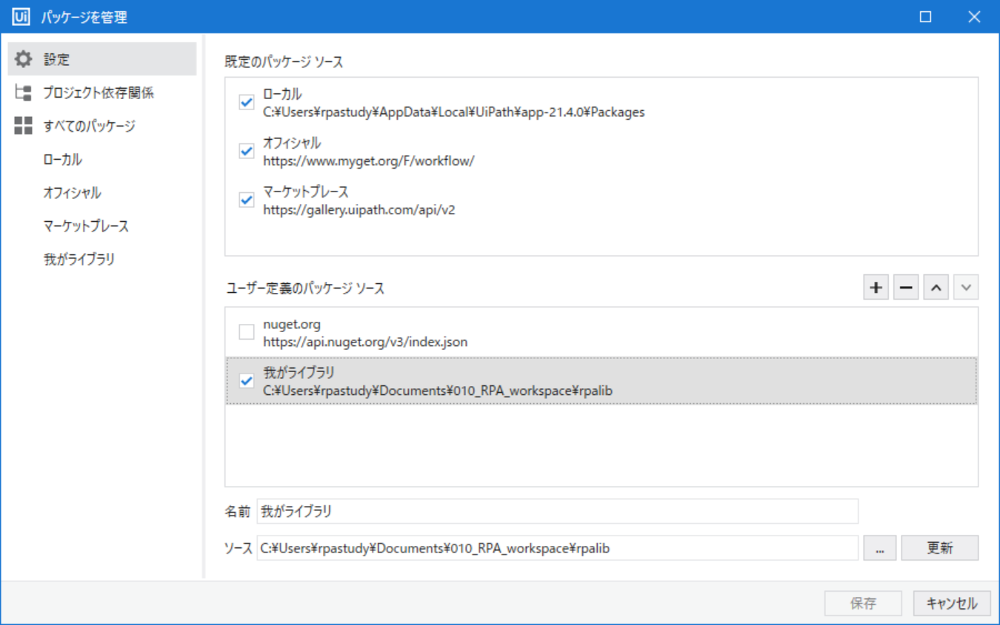 Ui パッケージを管理
設定
プロジェクト依存関係
すべてのパッケージ
ローカル
オフィシャル
マーケットプレース
我がライブラリ
既定のパッケージ ソース
ローカル
C:¥Users¥rpastudy¥AppData¥Local¥UiPath¥app-21.4.0¥Packages
オフィシャル
https://www.myget.org/F/workflow/
マーケットプレース
https://gallery.uipath.com/api/v2
ユーザー定義のパッケージ ソース
nuget.org
https://api.nuget.org/v3/index.json
我がライブラリ
C:¥Users¥rpastudy¥Documents¥010_RPA_workspace¥rpalib
名前 我がライブラリ
ソース C:¥Users¥rpastudy¥Documents¥010_RPA_workspace¥rpalib ... 更新
保存 キャンセル